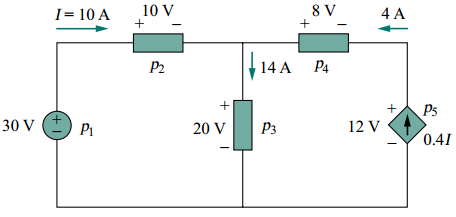 I = 10 A
10 V
8 V
4 A
+ −
+ −
p2
14 A
p4
30 V
+
−
p1
+
20 V
−
p3
+
12 V
−
p5
0.4I